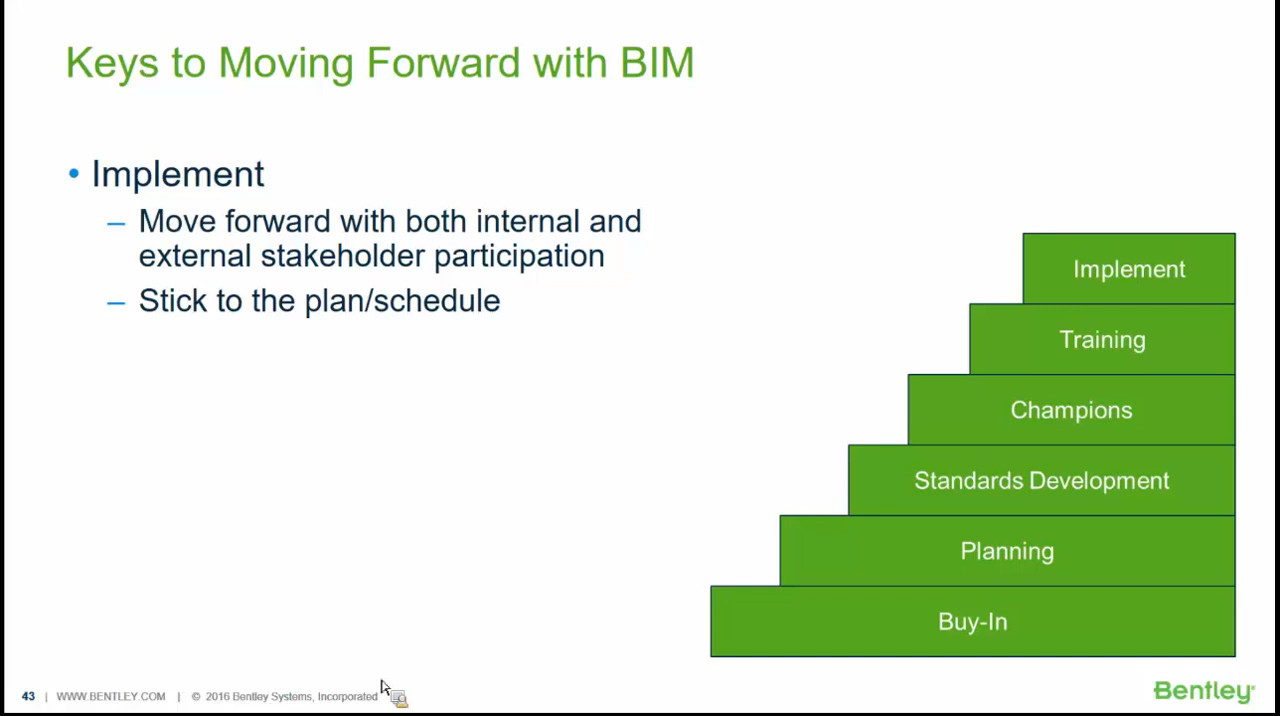 Keys to Moving Forward with BIM
• Implement
– Move forward with both internal and
external stakeholder participation
– Stick to the plan/schedule
Implement
Training
Champions
Standards Development
Planning
Buy-In
43 | WWW.BENTLEY.COM | © 2016 Bentley Systems, Incorporated
Bentley®